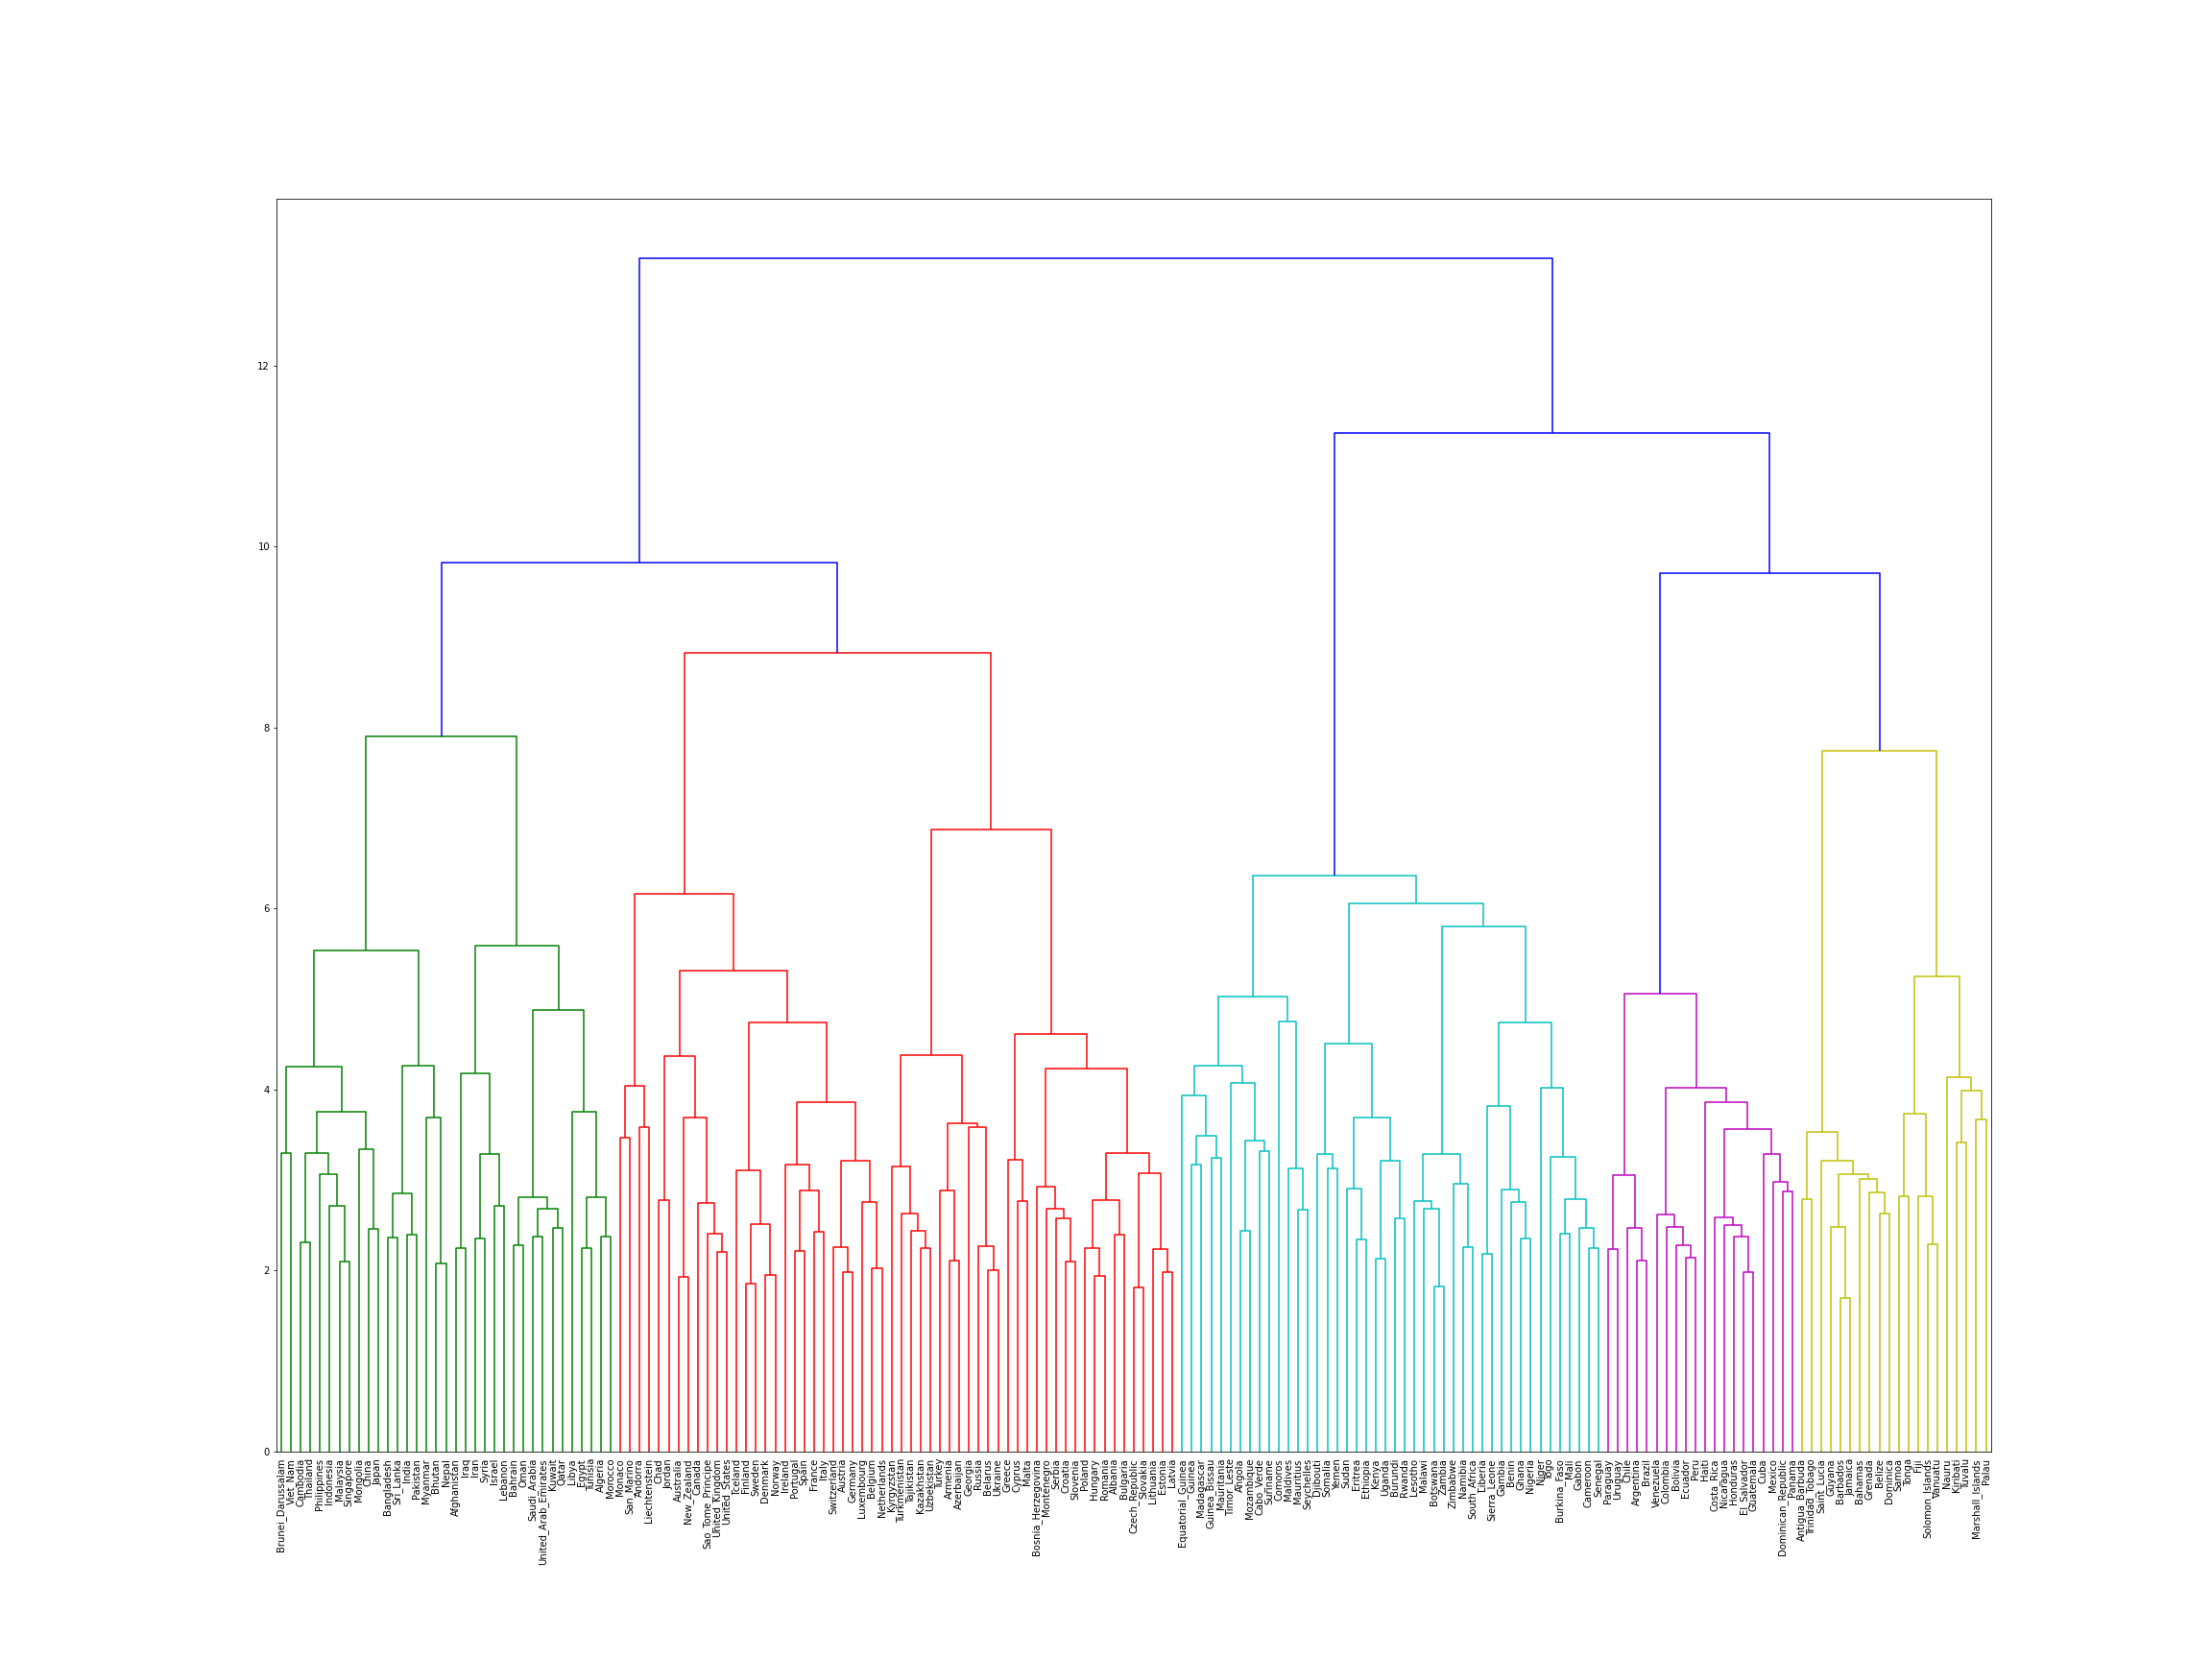 12
10
8
6
4
2
0
Brunei_Darussalam
Viet_Nam
Cambodia
Thailand
Philippines
Indonesia
Malaysia
Singapore
Mongolia
China
Japan
Bangladesh
Sri_Lanka
India
Pakistan
Myanmar
Bhutan
Nepal
Afghanistan
Iraq
Iran
Syria
Israel
Lebanon
Bahrain
Oman
Saudi_Arabia
United_Arab_Emirates
Kuwait
Qatar
Libya
Egypt
Tunisia
Algeria
Morocco
Monaco
San_Marino
Andorra
Liechtenstein
Chad
Jordan
Australia
New_Zealand
Canada
Sao_Tome_Principe
United_Kingdom
United_States
Iceland
Finland
Sweden
Denmark
Norway
Ireland
Portugal
Spain
France
Italy
Switzerland
Austria
Germany
Luxembourg
Belgium
Netherlands
Kyrgyzstan
Turkmenistan
Tajikistan
Kazakhstan
Uzbekistan
Turkey
Armenia
Azerbaijan
Georgia
Russia
Belarus
Ukraine
Greece
Cyprus
Malta
Bosnia_Herzegovina
Montenegro
Serbia
Croatia
Slovenia
Poland
Hungary
Romania
Albania
Bulgaria
Czech_Republic
Slovakia
Lithuania
Estonia
Latvia
Equatorial_Guinea
Guinea
Madagascar
Guinea_Bissau
Mauritania
Timor_Leste
Angola
Mozambique
Cabo_Verde
Suriname
Comoros
Maldives
Mauritius
Seychelles
Djibouti
Somalia
Yemen
Sudan
Eritrea
Ethiopia
Kenya
Uganda
Burundi
Rwanda
Lesotho
Malawi
Botswana
Zambia
Zimbabwe
Namibia
South_Africa
Liberia
Sierra_Leone
Gambia
Benin
Ghana
Nigeria
Niger
Togo
Burkina_Faso
Mali
Gabon
Cameroon
Senegal
Paraguay
Uruguay
Chile
Argentina
Brazil
Venezuela
Colombia
Bolivia
Ecuador
Peru
Haiti
Costa_Rica
Nicaragua
Honduras
El_Salvador
Guatemala
Cuba
Mexico
Dominican_Republic
Panama
Antigua_Barbuda
Trinidad_Tobago
Saint_Lucia
Guyana
Barbados
Jamaica
Bahamas
Grenada
Belize
Dominica
Samoa
Tonga
Fiji
Solomon_Islands
Vanuatu
Nauru
Kiribati
Tuvalu
Marshall_Islands
Palau